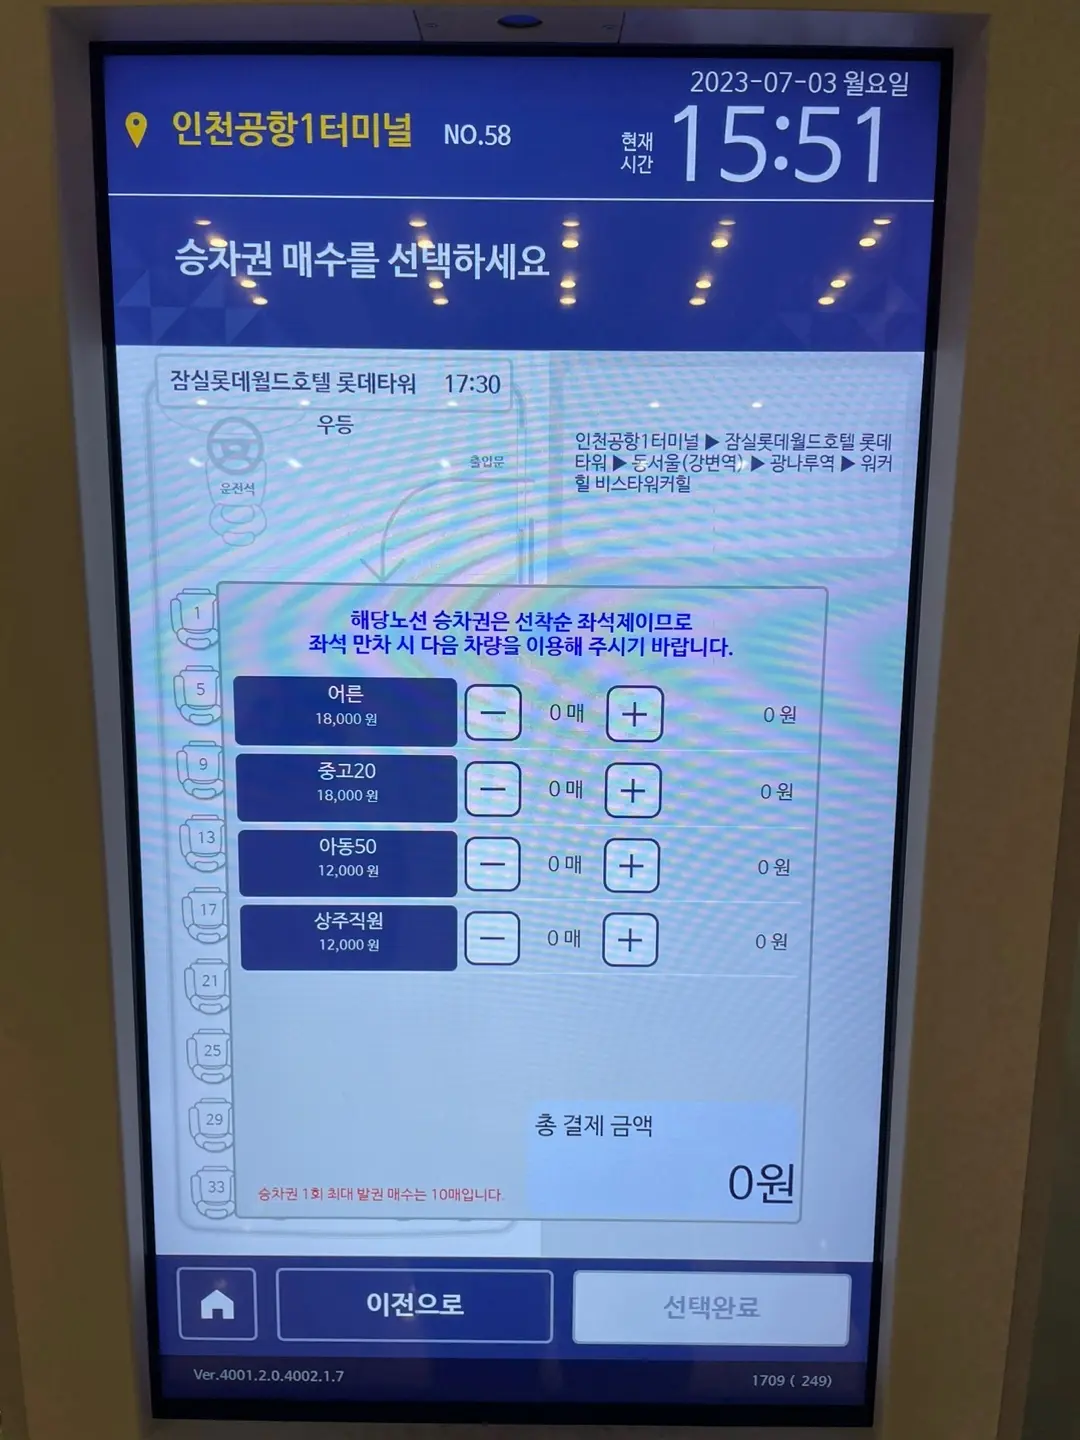 2023-07-03 월요일
인천공항1터미널 NO.58
현재
시간
15:51
승차권 매수를 선택하세요
잠실롯데월드호텔 롯데타워 17:30
우등
출입문
운전석
인천공항1터미널 ▶ 잠실롯데월드호텔 롯데
타워 ▶ 동서울(강변역) ▶ 광나루역 ▶ 워커
힐 비스타워커힐
해당노선 승차권은 선착순 좌석제이므로
좌석 만차 시 다음 차량을 이용해 주시기 바랍니다.
1
5
9
13
17
21
25
29
33
어른
18,000 원
− 0 매 + 0 원
중고20
18,000 원
− 0 매 + 0 원
아동50
12,000 원
− 0 매 + 0 원
상주직원
12,000 원
− 0 매 + 0 원
총 결제 금액
0원
승차권 1회 최대 발권 매수는 10매입니다.
이전으로
선택완료
Ver.4001.2.0.4002.1.7
1709 ( 249)